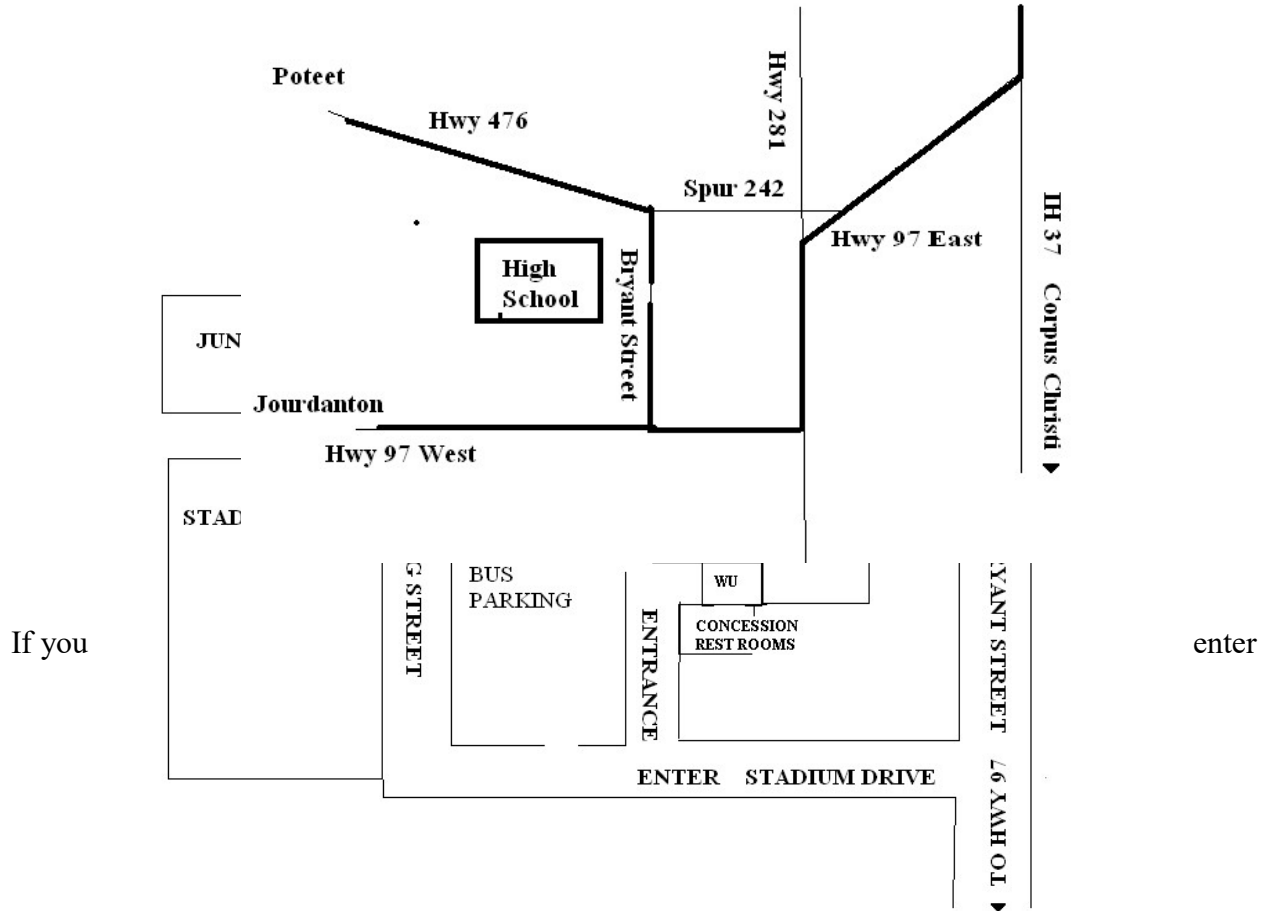 Poteet
Hwy 476
Hwy 281
Spur 242
Hwy 97 East
IH 37 Corpus Christi
High
School
Bryant Street
JUN
Jourdanton
Hwy 97 West
STAD
G STREET
BUS
PARKING
WU
CONCESSION
REST ROOMS
ENTRANCE
YANT STREET
If you
enter
ENTER STADIUM DRIVE
TO HWY 97